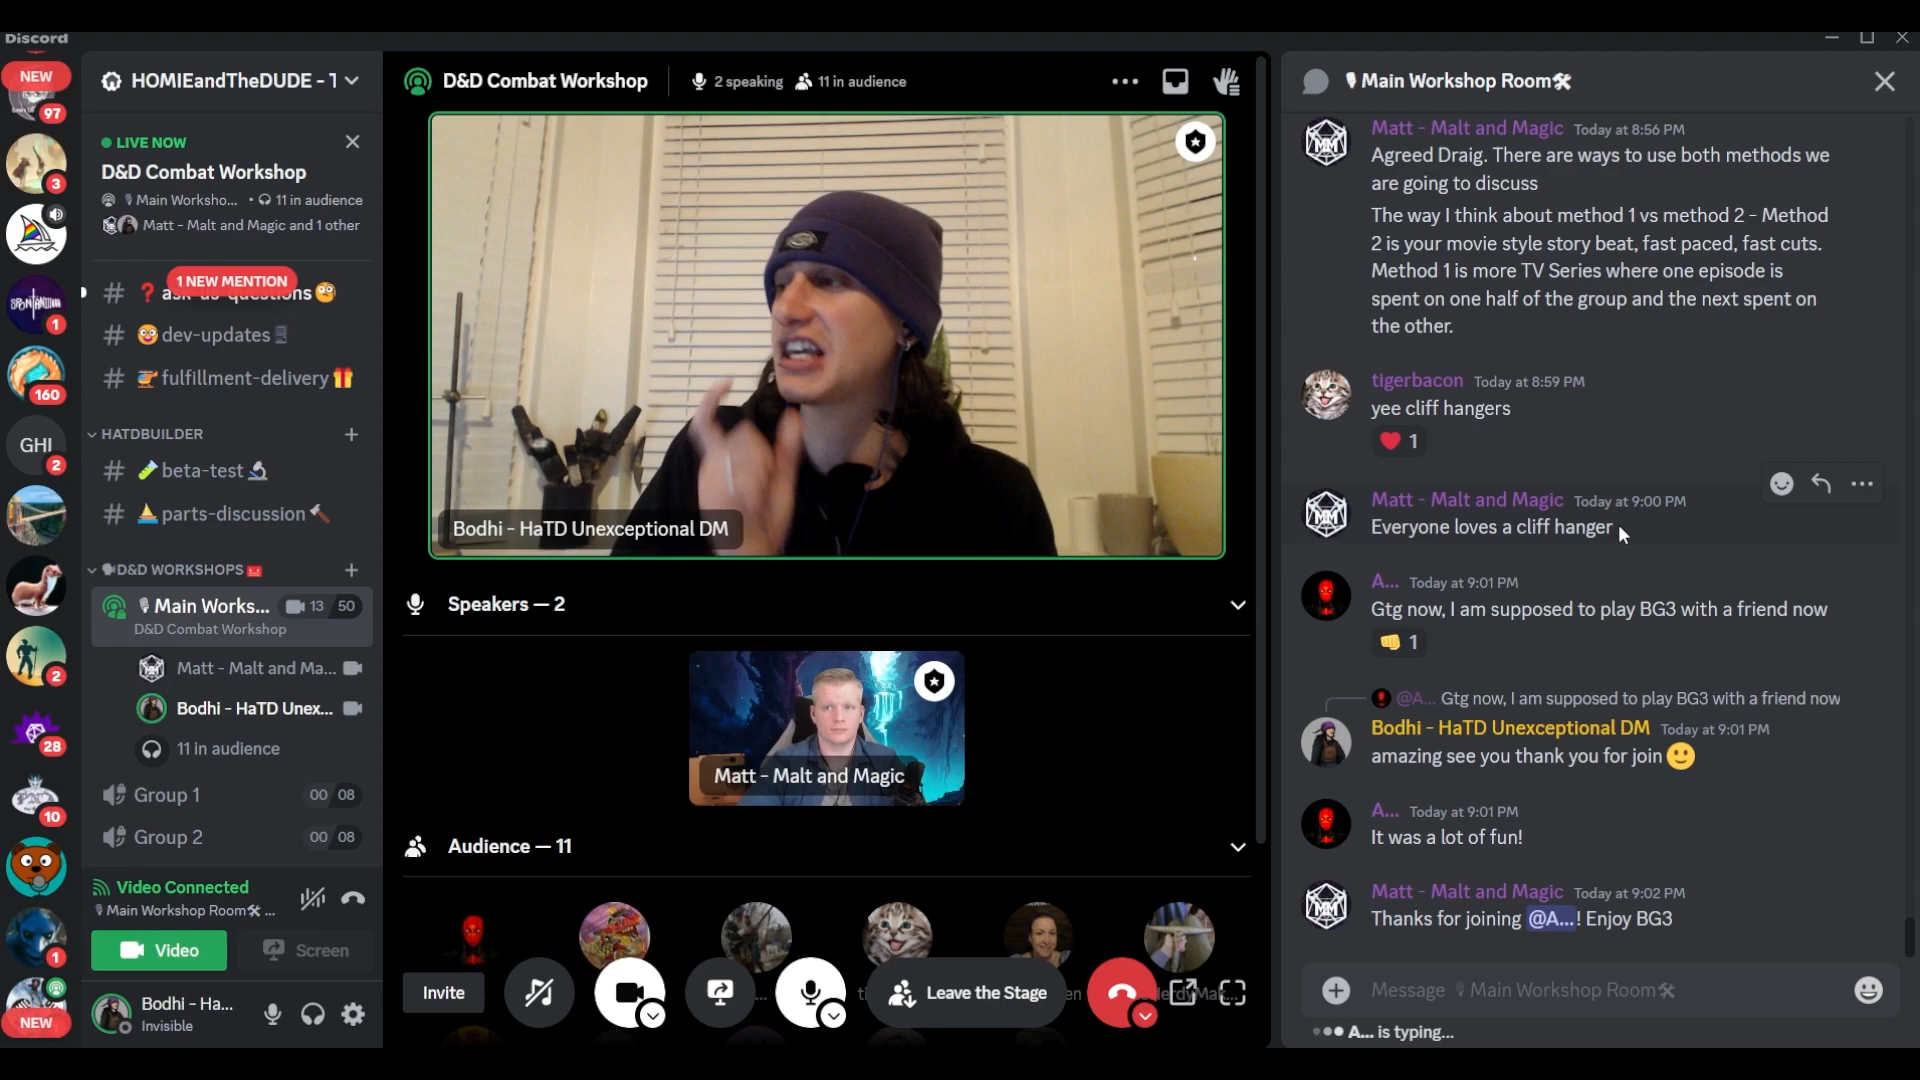 Discord
NEW
97
3
1
160
GHI
2
2
28
10
1
NEW
HOMIEandTheDUDE - T
LIVE NOW
D&D Combat Workshop
Main Worksho... • 11 in audience
Matt - Malt and Magic and 1 other
1 NEW MENTION
dev-updates
fulfillment-delivery
HATDBUILDER
beta-test
parts-discussion
D&D WORKSHOPS
Main Works... 13 50
D&D Combat Workshop
Matt - Malt and Ma...
Bodhi - HaTD Unex...
11 in audience
Group 1 00 08
Group 2 00 08
Video Connected
Main Workshop Room ...
Video
Screen
Bodhi - Ha...
Invisible
D&D Combat Workshop
2 speaking 11 in audience
Bodhi - HaTD Unexceptional DM
Speakers — 2
Matt - Malt and Magic
Audience — 11
Invite
Leave the Stage
Main Workshop Room
Matt - Malt and Magic Today at 8:56 PM
Agreed Draig. There are ways to use both methods we
are going to discuss
The way I think about method 1 vs method 2 - Method
2 is your movie style story beat, fast paced, fast cuts.
Method 1 is more TV Series where one episode is
spent on one half of the group and the next spent on
the other.
tigerbacon Today at 8:59 PM
yee cliff hangers
1
Matt - Malt and Magic Today at 9:00 PM
Everyone loves a cliff hanger
A... Today at 9:01 PM
Gtg now, I am supposed to play BG3 with a friend now
1
@A... Gtg now, I am supposed to play BG3 with a friend now
Bodhi - HaTD Unexceptional DM Today at 9:01 PM
amazing see you thank you for join
A... Today at 9:01 PM
It was a lot of fun!
Matt - Malt and Magic Today at 9:02 PM
Thanks for joining @A...! Enjoy BG3
Message Main Workshop Room
A... is typing...